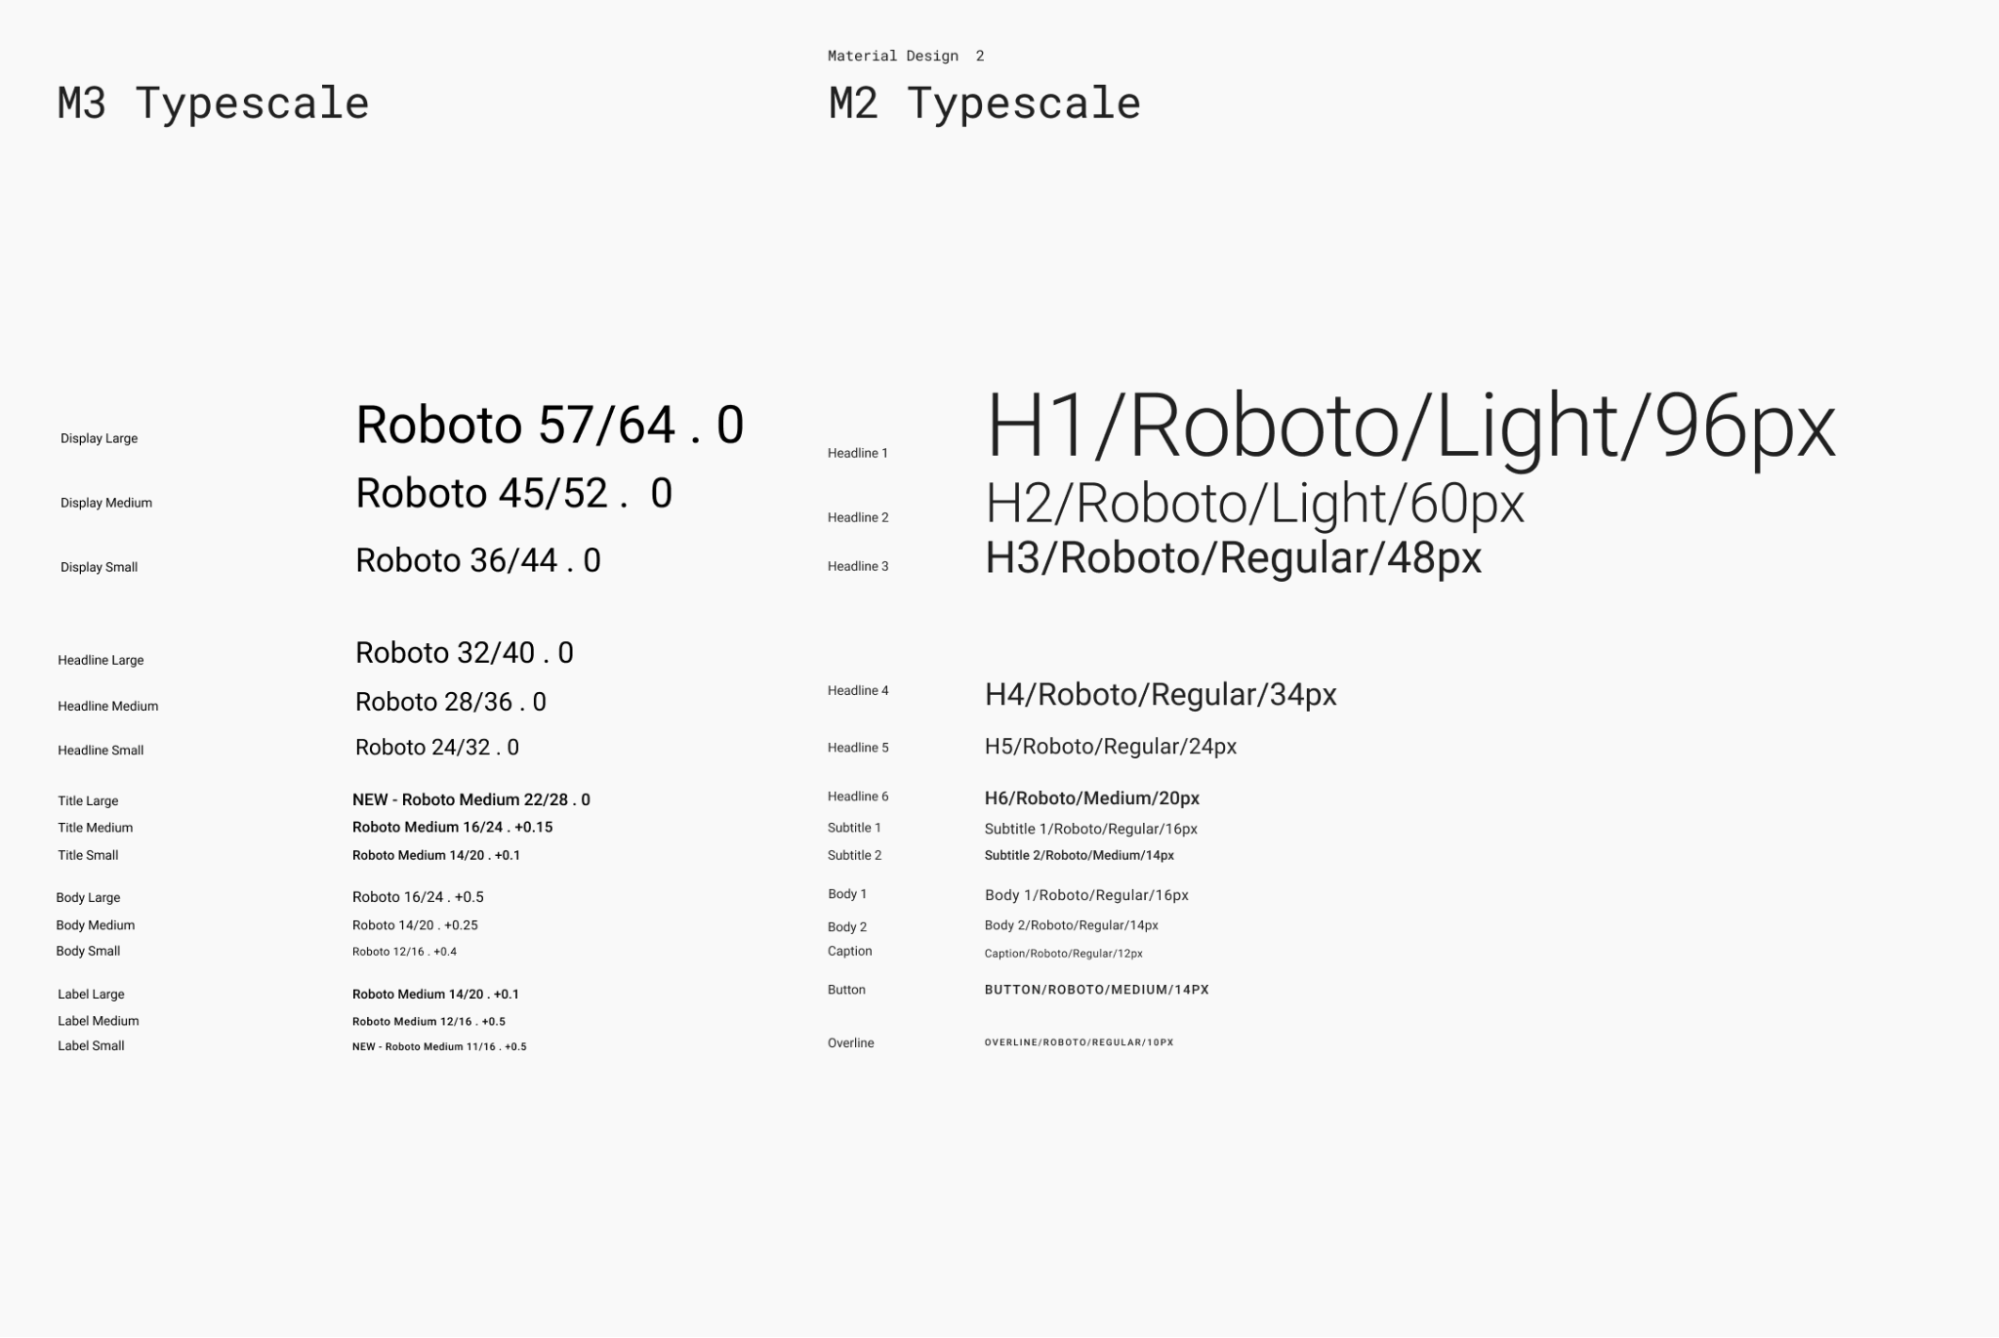 M3 Typescale
Display Large Roboto 57/64 . 0
Display Medium Roboto 45/52 . 0
Display Small Roboto 36/44 . 0
Headline Large Roboto 32/40 . 0
Headline Medium Roboto 28/36 . 0
Headline Small Roboto 24/32 . 0
Title Large NEW - Roboto Medium 22/28 . 0
Title Medium Roboto Medium 16/24 . +0.15
Title Small Roboto Medium 14/20 . +0.1
Body Large Roboto 16/24 . +0.5
Body Medium Roboto 14/20 . +0.25
Body Small Roboto 12/16 . +0.4
Label Large Roboto Medium 14/20 . +0.1
Label Medium Roboto Medium 12/16 . +0.5
Label Small NEW - Roboto Medium 11/16 . +0.5
Material Design 2
M2 Typescale
Headline 1 H1/Roboto/Light/96px
Headline 2 H2/Roboto/Light/60px
Headline 3 H3/Roboto/Regular/48px
Headline 4 H4/Roboto/Regular/34px
Headline 5 H5/Roboto/Regular/24px
Headline 6 H6/Roboto/Medium/20px
Subtitle 1 Subtitle 1/Roboto/Regular/16px
Subtitle 2 Subtitle 2/Roboto/Medium/14px
Body 1 Body 1/Roboto/Regular/16px
Body 2 Body 2/Roboto/Regular/14px
Caption Caption/Roboto/Regular/12px
Button BUTTON/ROBOTO/MEDIUM/14PX
Overline OVERLINE/ROBOTO/REGULAR/10PX